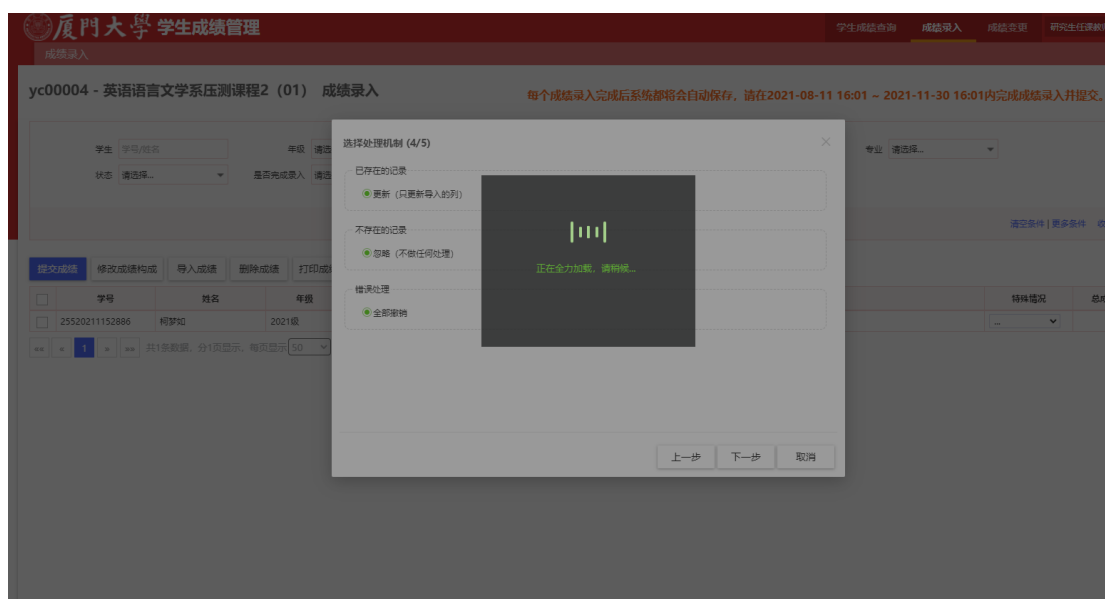 厦门大學 学生成绩管理
学生成绩查询 成绩录入 成绩变更 研究生任课教师
成绩录入
yc00004 - 英语语言文学系压测课程2（01） 成绩录入
每个成绩录入完成后系统都将会自动保存，请在2021-08-11 16:01 ~ 2021-11-30 16:01内完成成绩录入并提交。
学生 学号/姓名 年级 请选 专业 请选择...
状态 请选择... 是否完成录入 请选
清空条件 | 更多条件 收
提交成绩 修改成绩构成 导入成绩 删除成绩 打印成绩
学号 姓名 年级 特殊情况 总成
25520211152886 柯梦如 2021级 ...
«« « 1 » »» 共1条数据，分1页显示，每页显示 50
选择处理机制 (4/5)
已存在的记录
更新（只更新导入的列）
不存在的记录
忽略（不做任何处理）
错误处理
全部撤销
正在全力加载，请稍候...
上一步 下一步 取消